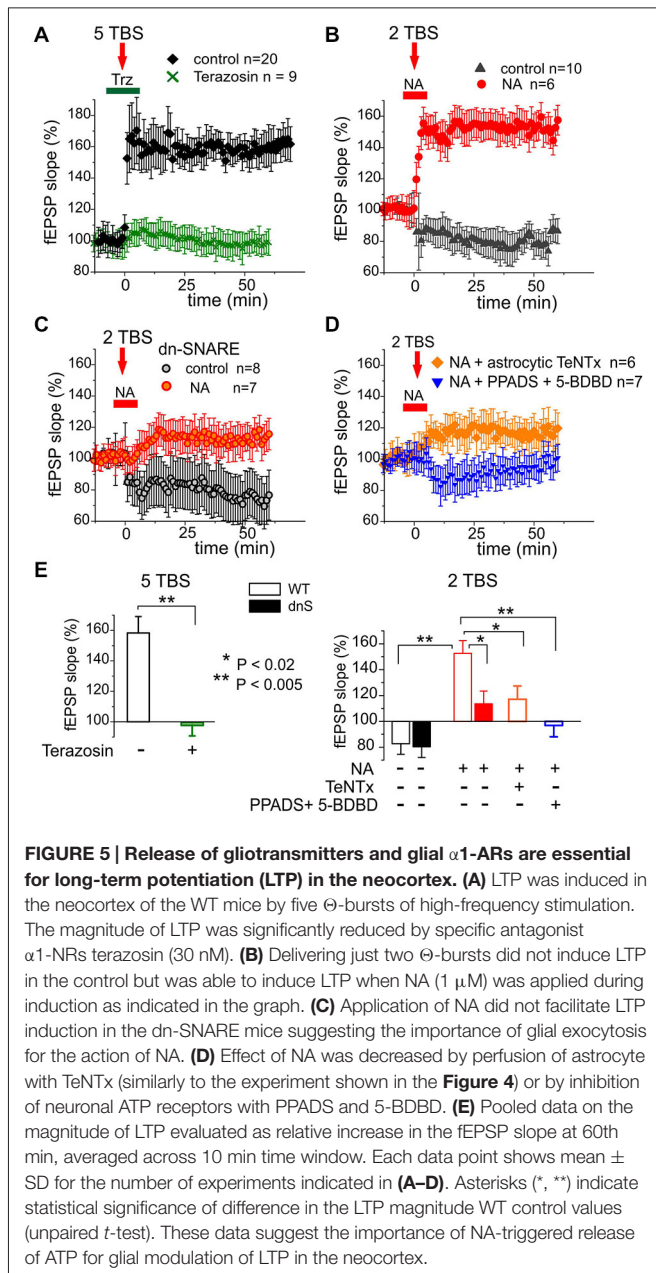 A
5 TBS
Trz
control n=20
Terazosin n = 9
fEPSP slope (%)
160
140
120
100
80
0 25 50
time (min)
B
2 TBS
NA
control n=10
NA n=6
fEPSP slope (%)
160
140
120
100
80
60
0 25 50
time (min)
C
2 TBS
dn-SNARE
NA
control n=8
NA n=7
fEPSP slope (%)
160
140
120
100
80
60
0 25 50
time (min)
D
2 TBS
NA
NA + astrocytic TeNTx n=6
NA + PPADS + 5-BDBD n=7
fEPSP slope (%)
160
140
120
100
80
60
0 25 50
time (min)
E
5 TBS
WT
dnS
**
fEPSP slope (%)
160
140
120
100
* P < 0.02
** P < 0.005
Terazosin - +
2 TBS
**
**
*
*
fEPSP slope (%)
160
140
120
100
80
NA - - + + + +
TeNTx - - - - + -
PPADS+ 5-BDBD - - - - - +
FIGURE 5 | Release of gliotransmitters and glial α1-ARs are essential
for long-term potentiation (LTP) in the neocortex. (A) LTP was induced in
the neocortex of the WT mice by five Θ-bursts of high-frequency stimulation.
The magnitude of LTP was significantly reduced by specific antagonist
α1-NRs terazosin (30 nM). (B) Delivering just two Θ-bursts did not induce LTP
in the control but was able to induce LTP when NA (1 μM) was applied during
induction as indicated in the graph. (C) Application of NA did not facilitate LTP
induction in the dn-SNARE mice suggesting the importance of glial exocytosis
for the action of NA. (D) Effect of NA was decreased by perfusion of astrocyte
with TeNTx (similarly to the experiment shown in the Figure 4) or by inhibition
of neuronal ATP receptors with PPADS and 5-BDBD. (E) Pooled data on the
magnitude of LTP evaluated as relative increase in the fEPSP slope at 60th
min, averaged across 10 min time window. Each data point shows mean ±
SD for the number of experiments indicated in (A–D). Asterisks (*, **) indicate
statistical significance of difference in the LTP magnitude WT control values
(unpaired t-test). These data suggest the importance of NA-triggered release
of ATP for glial modulation of LTP in the neocortex.